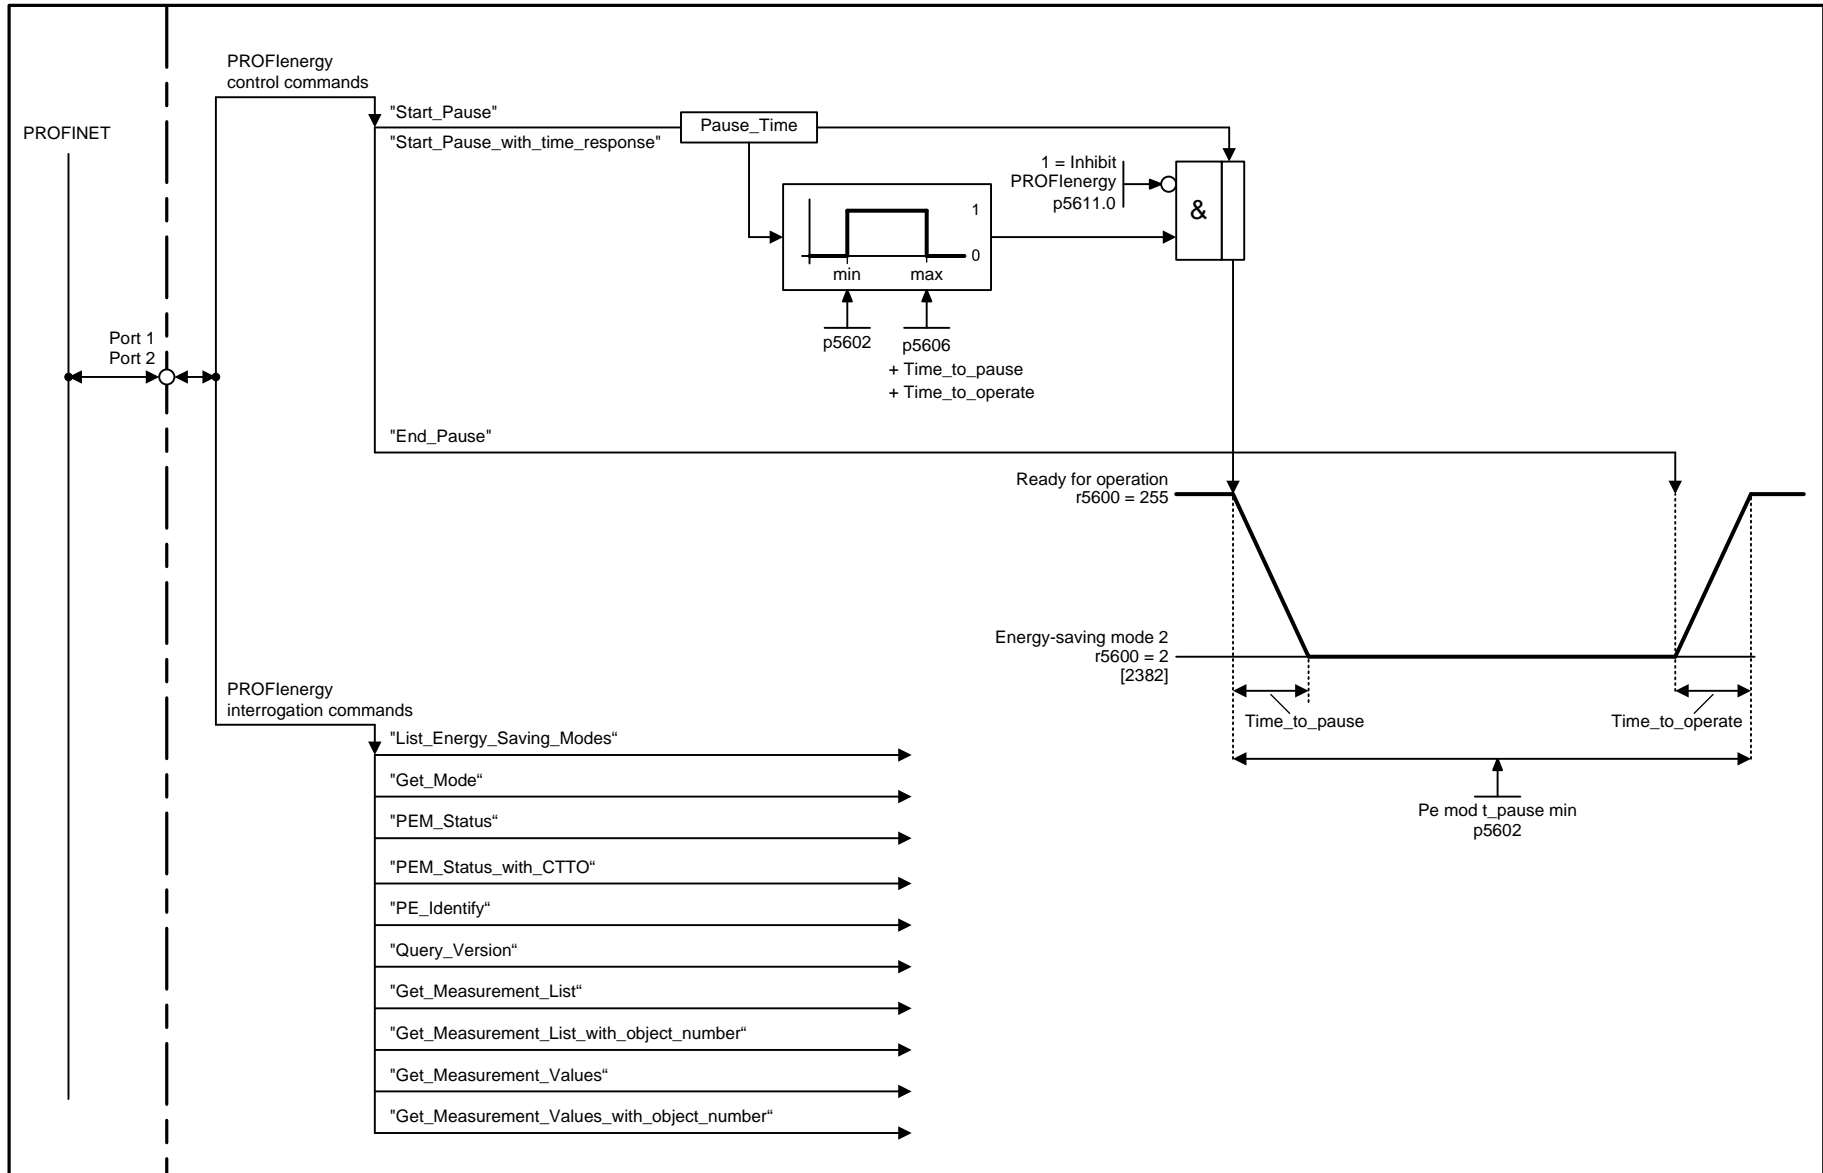 PROFINET
Port 1
Port 2
PROFIenergy
control commands
"Start_Pause"
"Start_Pause_with_time_response"
Pause_Time
1 = Inhibit
PROFIenergy
p5611.0
&
1
0
min
max
p5602
p5606
+ Time_to_pause
+ Time_to_operate
"End_Pause"
Ready for operation
r5600 = 255
Energy-saving mode 2
r5600 = 2
[2382]
Time_to_pause
Time_to_operate
Pe mod t_pause min
p5602
PROFIenergy
interrogation commands
"List_Energy_Saving_Modes“
"Get_Mode“
"PEM_Status“
"PEM_Status_with_CTTO“
"PE_Identify“
"Query_Version“
"Get_Measurement_List“
"Get_Measurement_List_with_object_number“
"Get_Measurement_Values“
"Get_Measurement_Values_with_object_number“